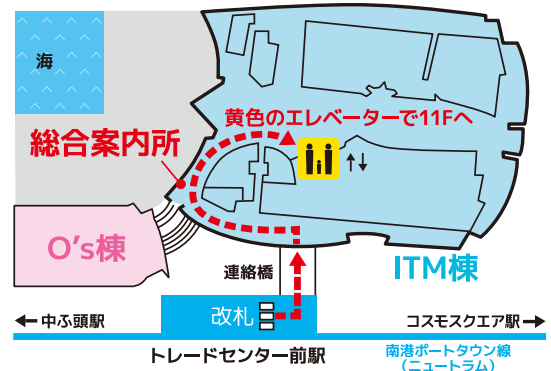 海
黄色のエレベーターで11Fへ
総合案内所
O's棟
ITM棟
連絡橋
改札
←中ふ頭駅
コスモスクエア駅→
トレードセンター前駅
南港ポートタウン線
（ニュートラム）